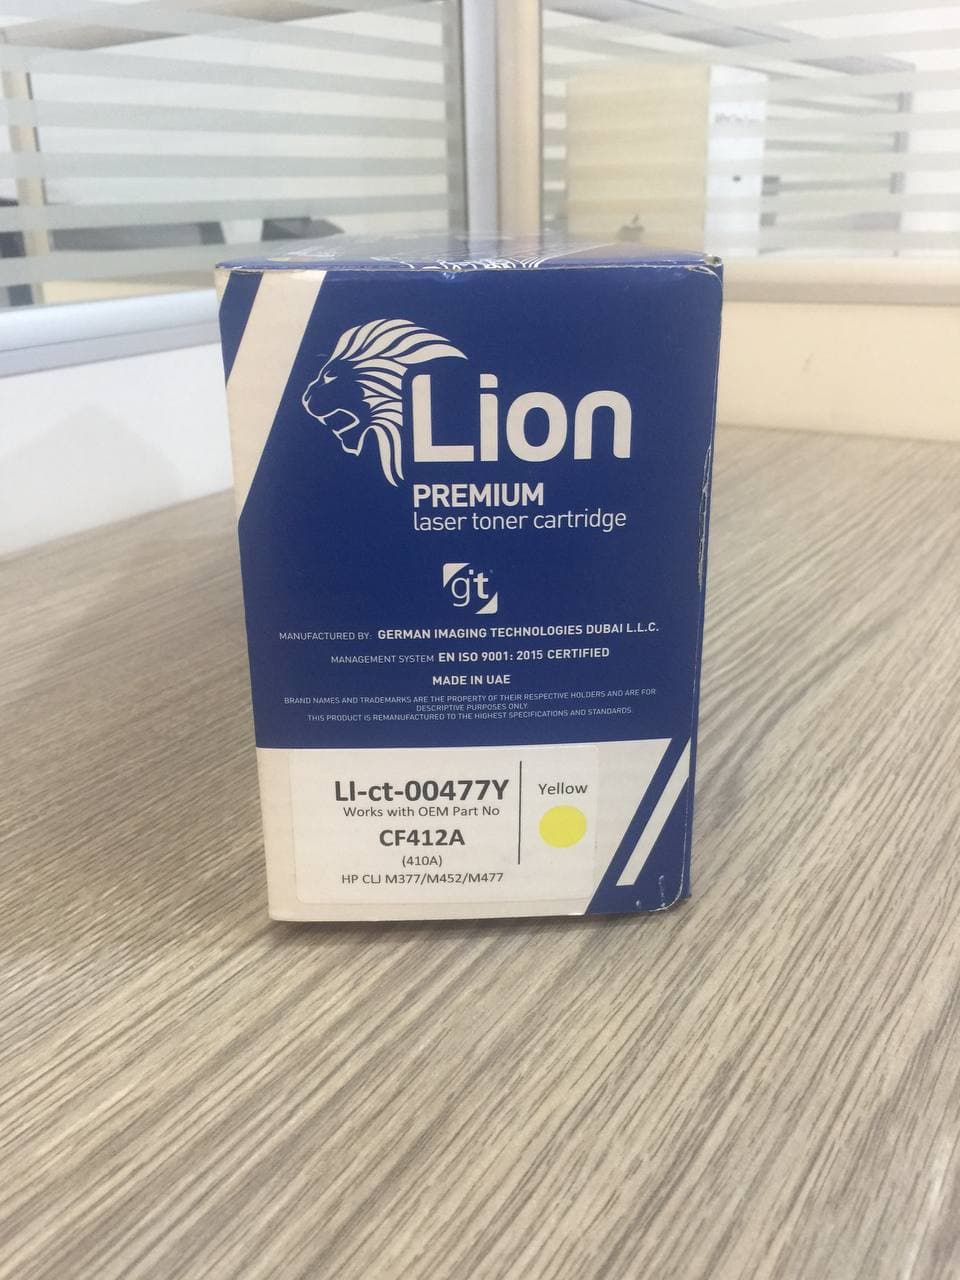 Lion
PREMIUM
laser toner cartridge
git
MANUFACTURED BY: GERMAN IMAGING TECHNOLOGIES DUBAI L.L.C.
MANAGEMENT SYSTEM EN ISO 9001: 2015 CERTIFIED
MADE IN UAE
BRAND NAMES AND TRADEMARKS ARE THE PROPERTY OF THEIR RESPECTIVE HOLDERS AND ARE FOR
DESCRIPTIVE PURPOSES ONLY.
THIS PRODUCT IS REMANUFACTURED TO THE HIGHEST SPECIFICATIONS AND STANDARDS.
LI-ct-00477Y
Works with OEM Part No
CF412A
(410A)
HP CLJ M377/M452/M477
Yellow